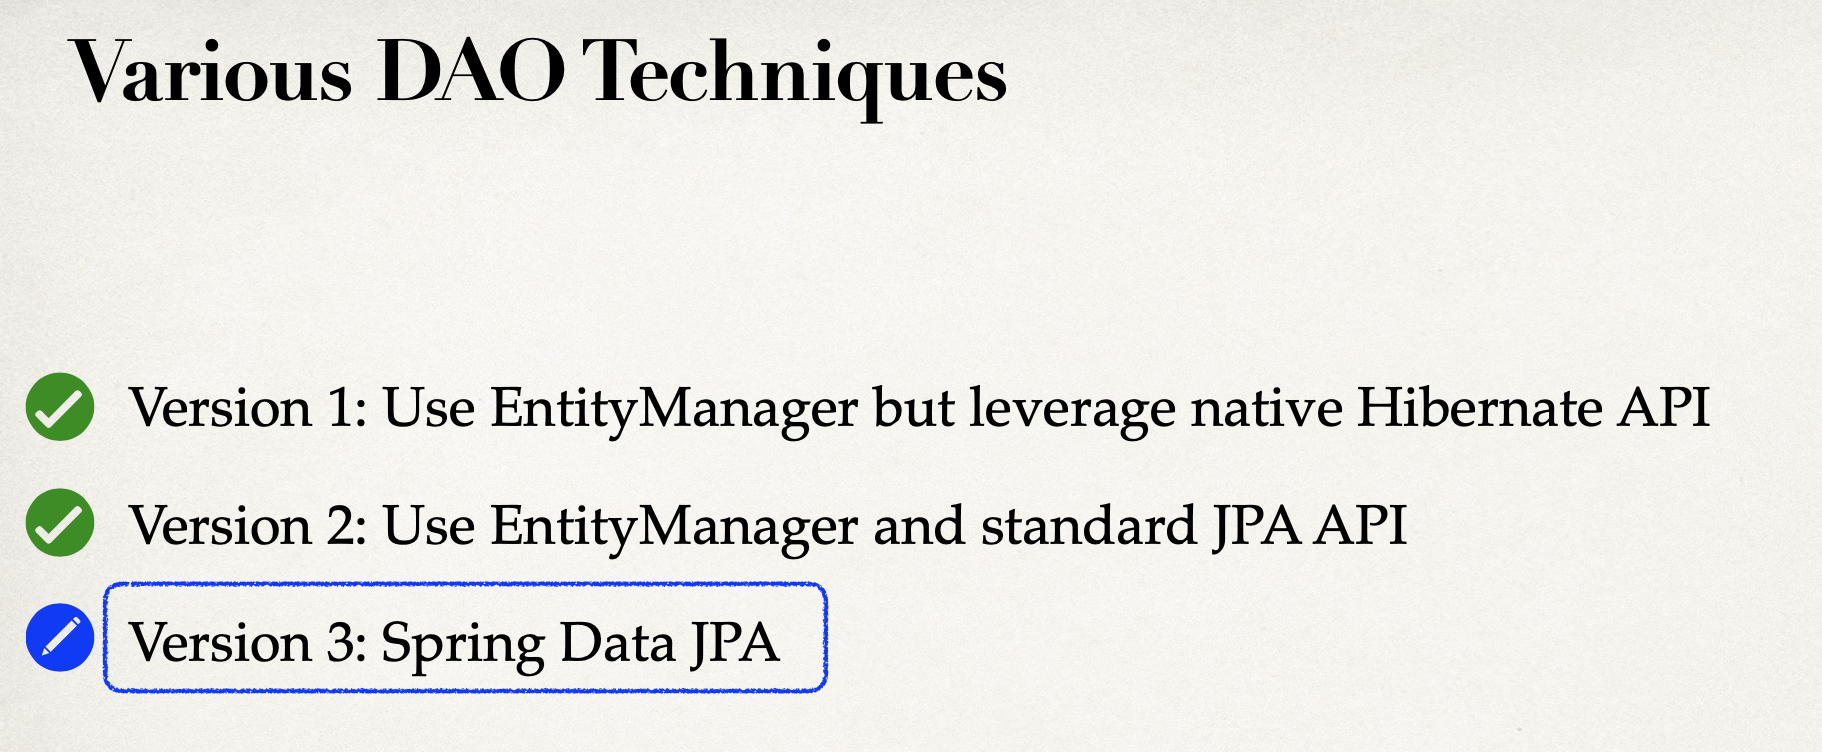 Various DAO Techniques
Version 1: Use EntityManager but leverage native Hibernate API
Version 2: Use EntityManager and standard JPA API
Version 3: Spring Data JPA